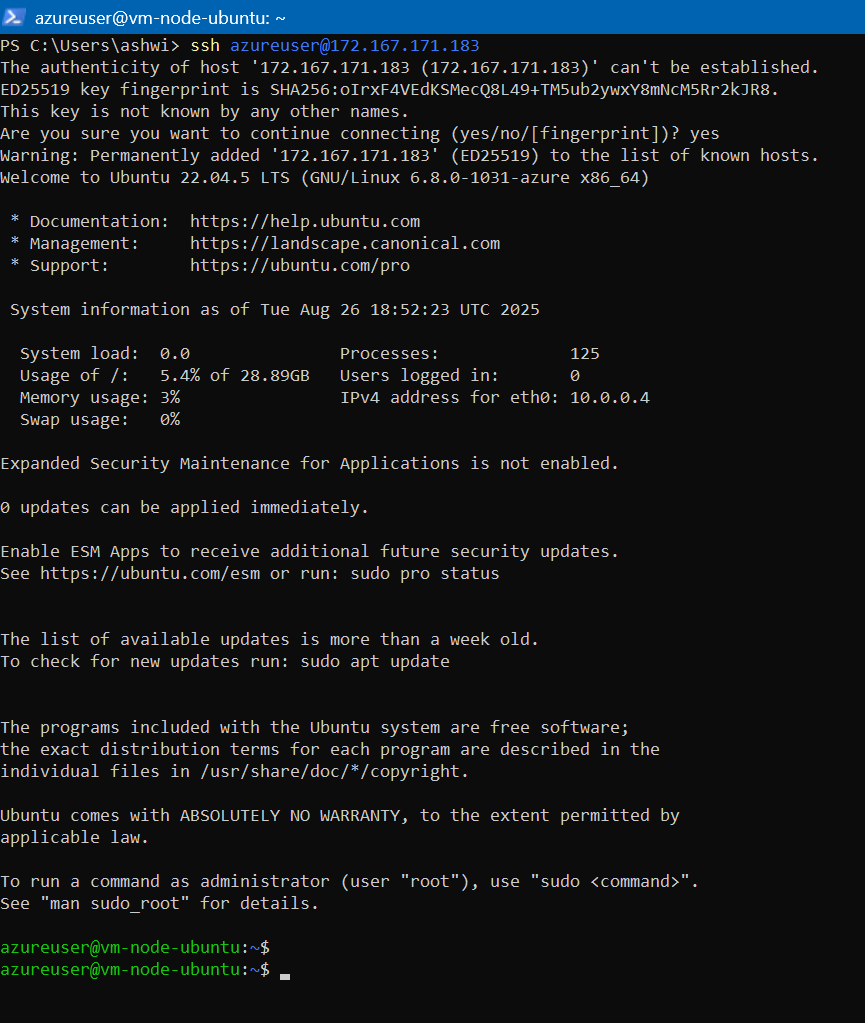 azureuser@vm-node-ubuntu: ~
PS C:\Users\ashwi> ssh azureuser@172.167.171.183
The authenticity of host '172.167.171.183 (172.167.171.183)' can't be established.
ED25519 key fingerprint is SHA256:oIrxF4VEdKSMecQ8L49+TM5ub2ywxY8mNcM5Rr2kJR8.
This key is not known by any other names.
Are you sure you want to continue connecting (yes/no/[fingerprint])? yes
Warning: Permanently added '172.167.171.183' (ED25519) to the list of known hosts.
Welcome to Ubuntu 22.04.5 LTS (GNU/Linux 6.8.0-1031-azure x86_64)

 * Documentation:  https://help.ubuntu.com
 * Management:     https://landscape.canonical.com
 * Support:        https://ubuntu.com/pro

 System information as of Tue Aug 26 18:52:23 UTC 2025

  System load:  0.0               Processes:             125
  Usage of /:   5.4% of 28.89GB   Users logged in:       0
  Memory usage: 3%                IPv4 address for eth0: 10.0.0.4
  Swap usage:   0%

Expanded Security Maintenance for Applications is not enabled.

0 updates can be applied immediately.

Enable ESM Apps to receive additional future security updates.
See https://ubuntu.com/esm or run: sudo pro status

The list of available updates is more than a week old.
To check for new updates run: sudo apt update

The programs included with the Ubuntu system are free software;
the exact distribution terms for each program are described in the
individual files in /usr/share/doc/*/copyright.

Ubuntu comes with ABSOLUTELY NO WARRANTY, to the extent permitted by
applicable law.

To run a command as administrator (user "root"), use "sudo <command>".
See "man sudo_root" for details.

azureuser@vm-node-ubuntu:~$
azureuser@vm-node-ubuntu:~$